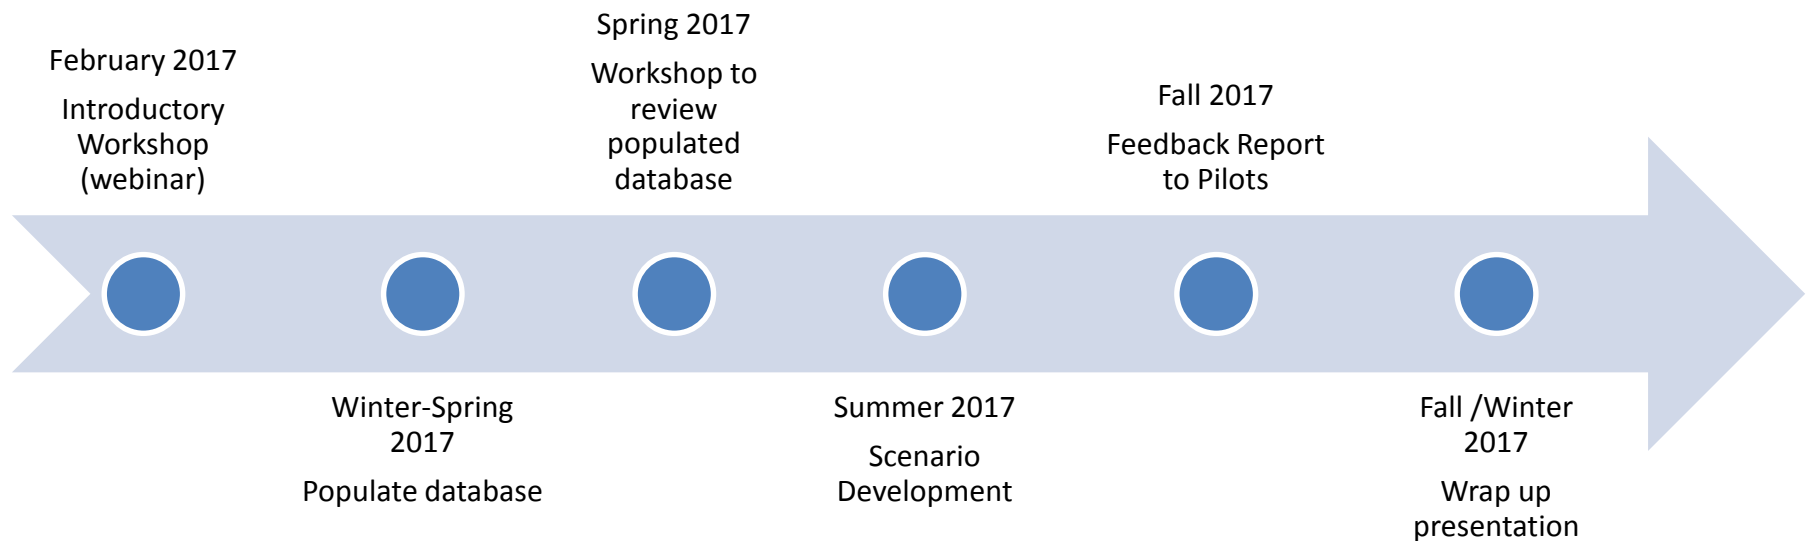 February 2017
Introductory
Workshop
(webinar)
Winter-Spring
2017
Populate database
Spring 2017
Workshop to
review
populated
database
Summer 2017
Scenario
Development
Fall 2017
Feedback Report
to Pilots
Fall /Winter
2017
Wrap up
presentation